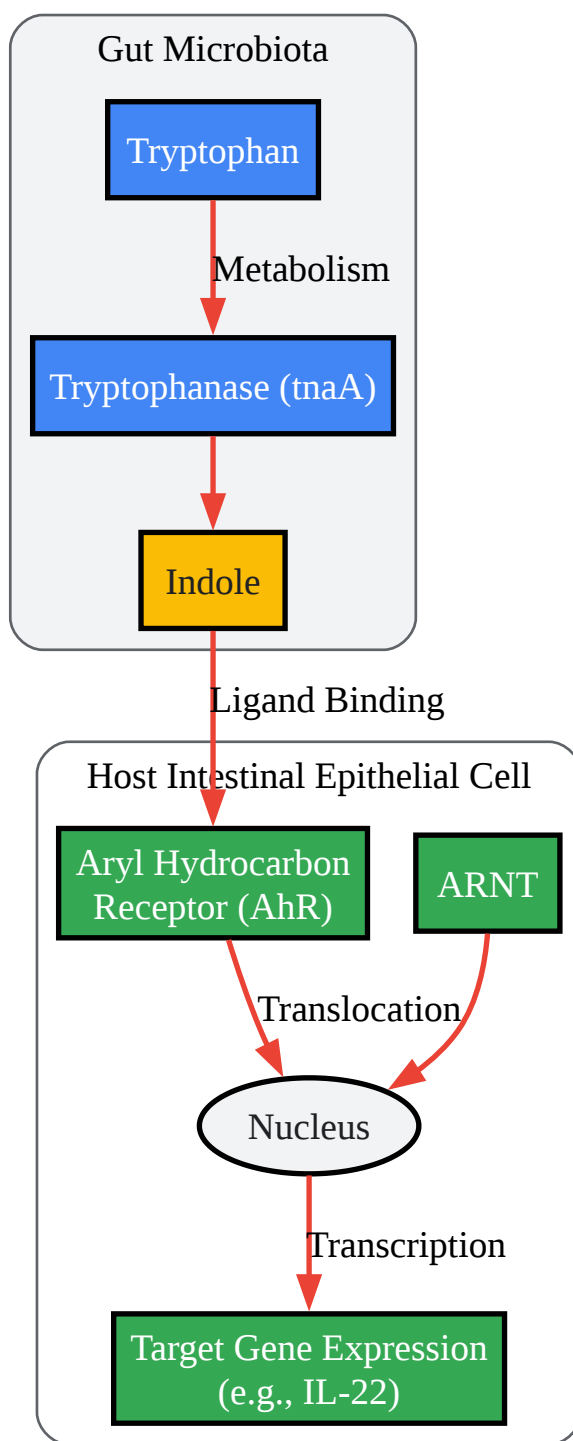 Gut Microbiota
Tryptophan
Metabolism
Tryptophanase (tnaA)
Indole
Ligand Binding
Host Intestinal Epithelial Cell
Aryl Hydrocarbon
Receptor (AhR)
ARNT
Translocation
Nucleus
Transcription
Target Gene Expression
(e.g., IL-22)